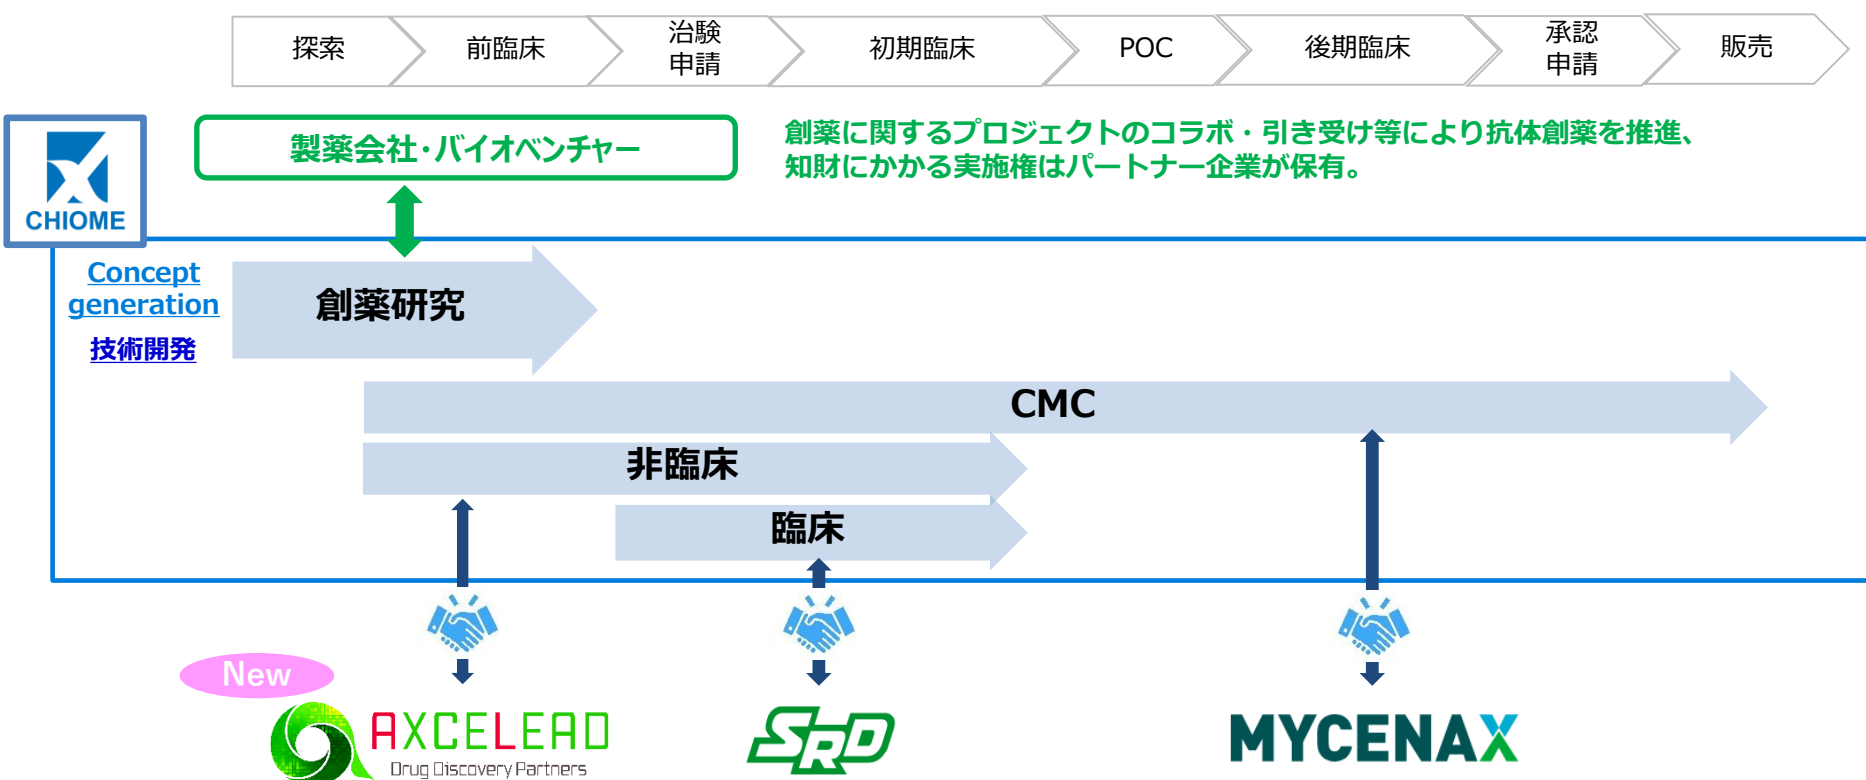 探索
前臨床
治験
申請
初期臨床
POC
後期臨床
承認
申請
販売
CHIOME
製薬会社・バイオベンチャー
創薬に関するプロジェクトのコラボ・引き受け等により抗体創薬を推進、
知財にかかる実施権はパートナー企業が保有。
Concept
generation
技術開発
創薬研究
CMC
非臨床
臨床
New
AXCELEAD
Drug Discovery Partners
SRD
MYCENAX